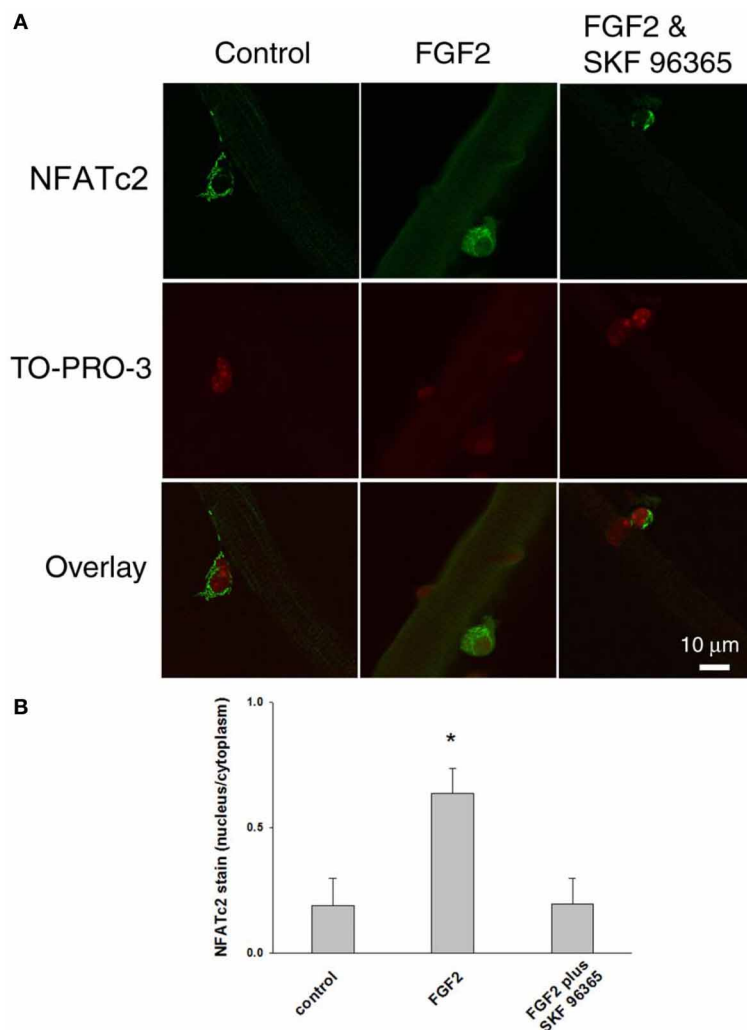 A
Control
FGF2
FGF2 &
SKF 96365
NFATc2
TO-PRO-3
Overlay
10 μm
B
NFATc2 stain (nucleus/cytoplasm)
1.0
0.5
0.0
*
control
FGF2
FGF2 plus
SKF 96365